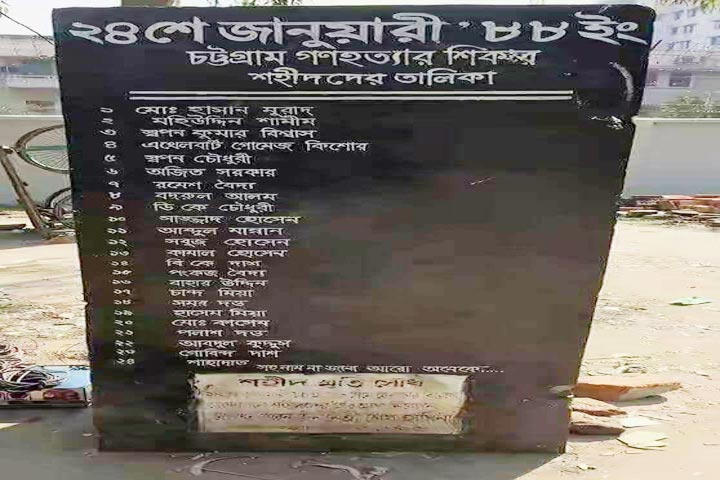 ২৪শে জানুয়ারী '৮৮ ইং
চট্টগ্রাম গণহত্যার শিকার
শহীদদের তালিকা
১ মোঃ হাসান মুরাদ
২ মহিউদ্দিন শামীম
৩ স্বপন কুমার বিশ্বাস
৪ এথেলবার্ট গোমেজ কিশোর
৫ স্বপন চৌধুরী
৬ অজিত সরকার
৭ রমেশ বৈদ্য
৮ বদরুল আলম
৯ ডি কে চৌধুরী
১০ সাজ্জাদ হোসেন
১১ আব্দুল মান্নান
১২ সবুজ হোসেন
১৩ কামাল হোসেন
১৪ বি কে দাশ
১৫ পংকজ বৈদ্য
১৬ বাহার উদ্দিন
১৭ চান্দ মিয়া
১৮ সমর দত্ত
১৯ হাসেম মিয়া
২০ মোঃ কাসেম
২১ পলাশ দত্ত
২২ আবদুল কুদ্দুস
২৩ গোবিন্দ দাশ
২৪ শাহাদাত
সহ নাম না জানা আরো অনেকে....
শহীদ স্মৃতি সৌধ